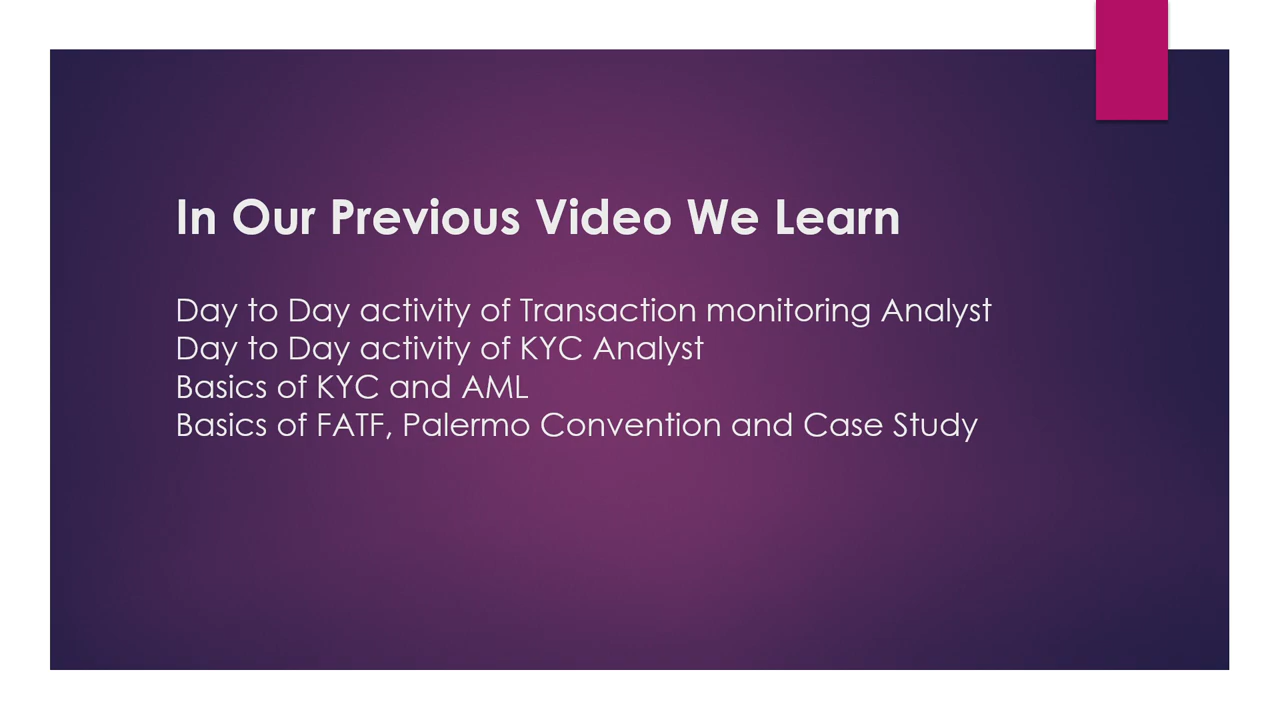 In Our Previous Video We Learn
Day to Day activity of Transaction monitoring Analyst
Day to Day activity of KYC Analyst
Basics of KYC and AML
Basics of FATF, Palermo Convention and Case Study